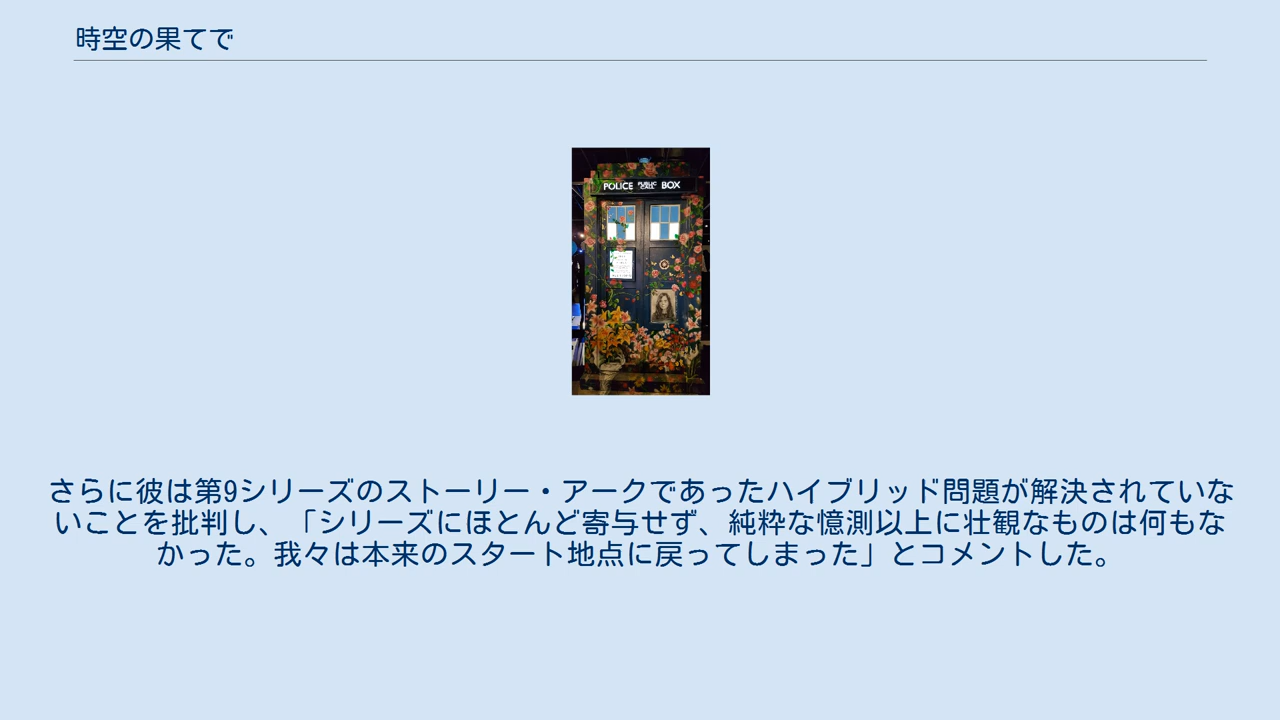 時空の果てで
POLICE PUBLIC CALL BOX
さらに彼は第9シリーズのストーリー・アークであったハイブリッド問題が解決されていな
いことを批判し、「シリーズにほとんど寄与せず、純粋な憶測以上に壮観なものは何もな
かった。我々は本来のスタート地点に戻ってしまった」とコメントした。